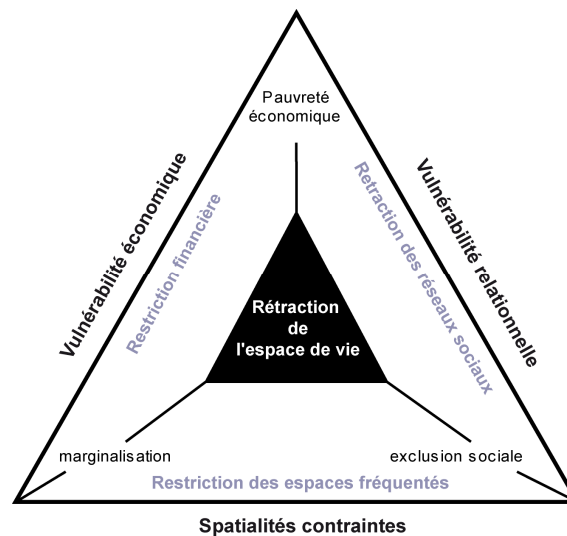 Pauvreté
économique
Vulnérabilité économique
Restriction financière
Retraction des réseaux sociaux
Vulnérabilité relationnelle
Rétraction
de
l'espace de vie
marginalisation
exclusion sociale
Restriction des espaces fréquentés
Spatialités contraintes